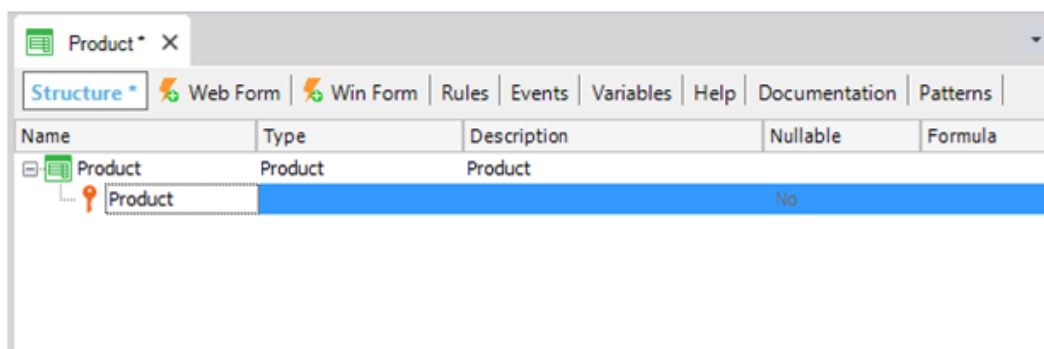 Product *
Structure * Web Form Win Form Rules Events Variables Help Documentation Patterns
Name Type Description Nullable Formula
Product Product Product
Product No